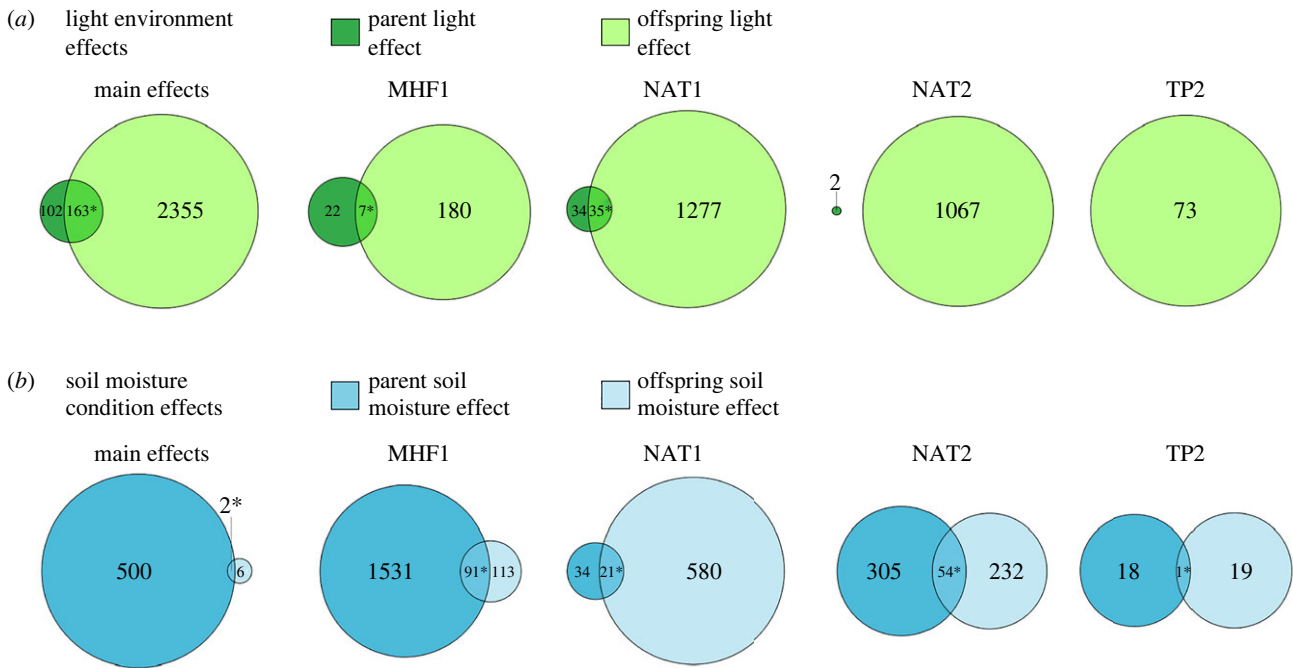 (a) light environment effects
parent light effect
offspring light effect
main effects MHF1 NAT1 NAT2 TP2
102 163* 2355
22 7* 180
34 35* 1277
2 1067
73
(b) soil moisture condition effects
parent soil moisture effect
offspring soil moisture effect
main effects MHF1 NAT1 NAT2 TP2
500 2* 6
1531 91* 113
34 21* 580
305 54* 232
18 1* 19